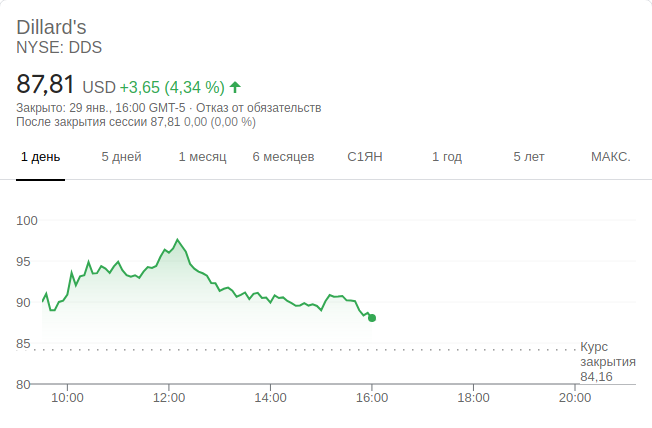 Dillard's
NYSE: DDS
87,81 USD +3,65 (4,34 %)
Закрыто: 29 янв., 16:00 GMT-5 · Отказ от обязательств
После закрытия сессии 87,81 0,00 (0,00 %)
1 день 5 дней 1 месяц 6 месяцев С1ЯН 1 год 5 лет МАКС.
100
95
90
85
Курс
закрытия
84,16
80
10:00 12:00 14:00 16:00 18:00 20:00